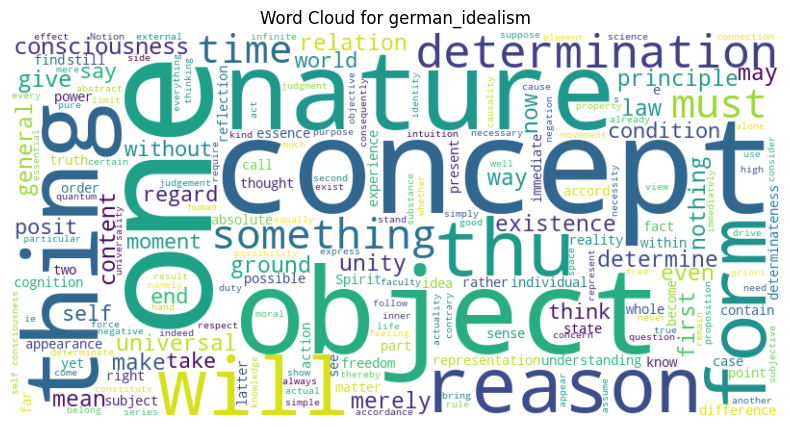 Word Cloud for german_idealism
effect Notion external infinite suppose element science connection
consciousness time relation determination
side mere find still world
give say nature principle may
power abstract limit pure
everything thinking reflection act judgment
objective consequently identity
now law e must
causality cause property already alone
order truth certain without essence kind purpose
experience intuition necessary negation movement
condition consider use
thing one concept form
general essential every
quantum judgement call present way immediate
human regard thought much second exist
well whether substance necessity view high
posit content universality moment absolute equally
something thu existence nothing
stand simply good accord fact within reality
immediately drive determinateness
particular two cognition result namely end hand
ground unity possible possibility express
Spirit idea rather individual determine even
space represent free priori
ie self duty faculty follow
object think whole first contain
force negative indeed respect moral inner life
actuality contrary sense state never become true
proposition need remain
appearance universal action feeling part
self consciousness yet make take freedom see
representation understanding know case
come determinate right thereby matter
concern question point subjective
far mean subject latter show always actual
will merely reason
knowledge simple accordance bring rule appear assume
another difference
belong constitute series